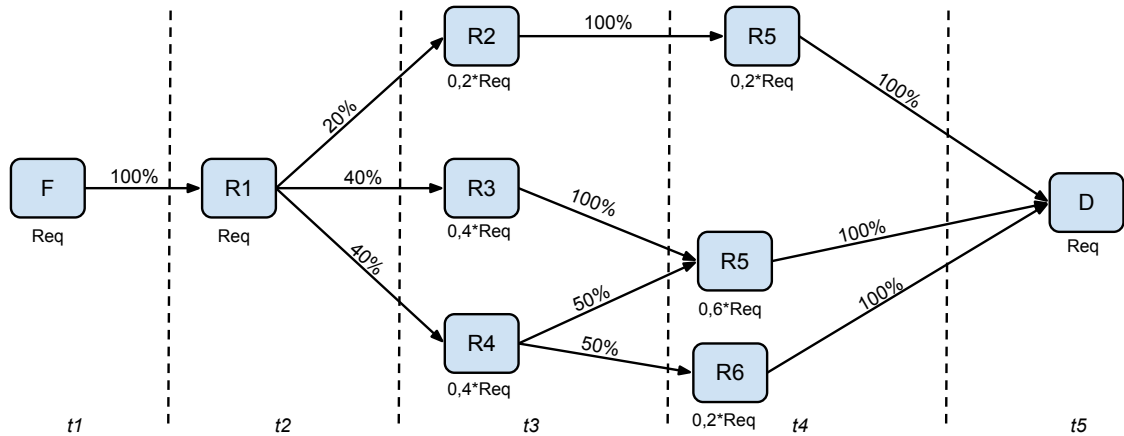 R2
100%
R5
0,2*Req
0,2*Req
20%
100%
F
100%
R1
40%
R3
100%
D
Req
Req
0,4*Req
100%
Req
40%
R5
50%
0,6*Req
100%
R4
50%
R6
0,4*Req
0,2*Req
t1
t2
t3
t4
t5